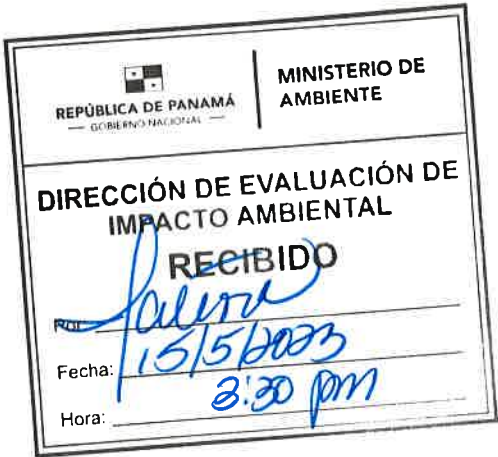 REPÚBLICA DE PANAMÁ
— GOBIERNO NACIONAL —
MINISTERIO DE
AMBIENTE
DIRECCIÓN DE EVALUACIÓN DE
IMPACTO AMBIENTAL
RECIBIDO
Por:
Fecha: 15/5/2023
Hora: 2:30 pm